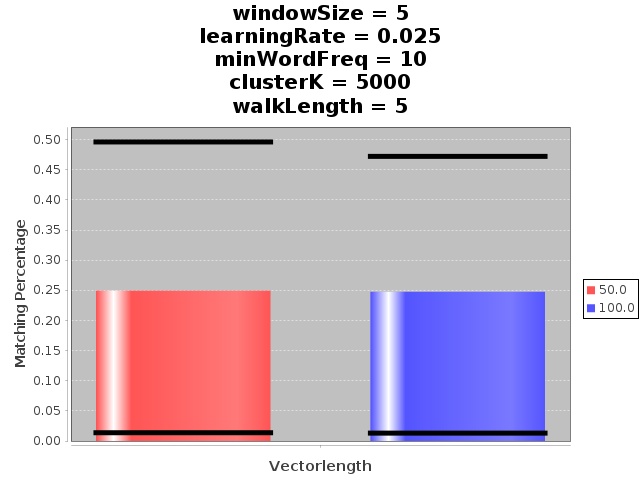 windowSize = 5
learningRate = 0.025
minWordFreq = 10
clusterK = 5000
walkLength = 5
0.50
0.45
0.40
0.35
0.30
0.25
0.20
0.15
0.10
0.05
0.00
Matching Percentage
Vectorlength
50.0
100.0